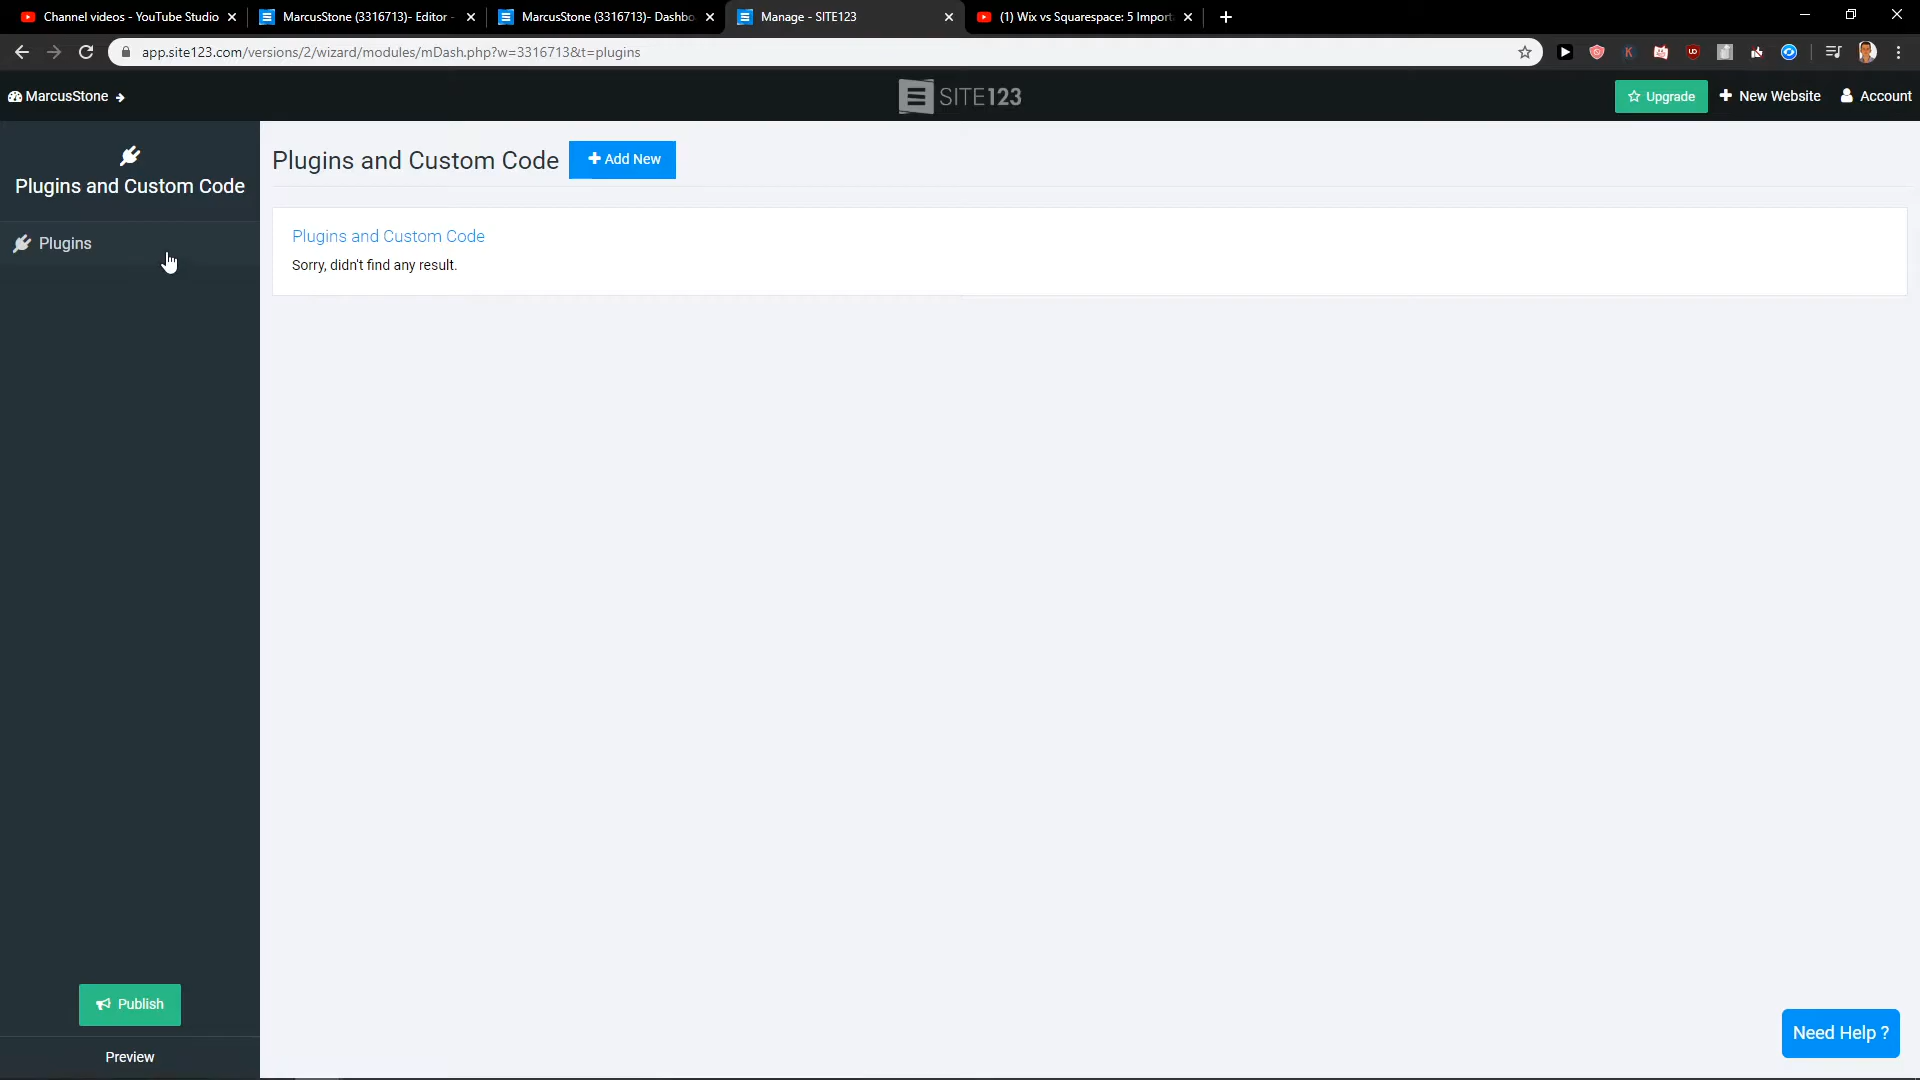 Channel videos - YouTube Studio
MarcusStone (3316713)- Editor -
MarcusStone (3316713)- Dashbo
Manage - SITE123
(1) Wix vs Squarespace: 5 Import
app.site123.com/versions/2/wizard/modules/mDash.php?w=3316713&t=plugins
MarcusStone
SITE123
Upgrade
New Website
Account
Plugins and Custom Code
Plugins
Plugins and Custom Code
Add New
Plugins and Custom Code
Sorry, didn't find any result.
Publish
Preview
Need Help ?